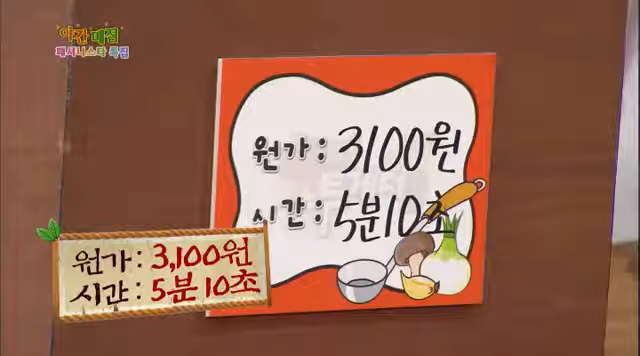 야간매점
패셔니스타 특집
원가 : 3100원
시간 : 5분10초
원가 : 3,100원
시간 : 5분 10초